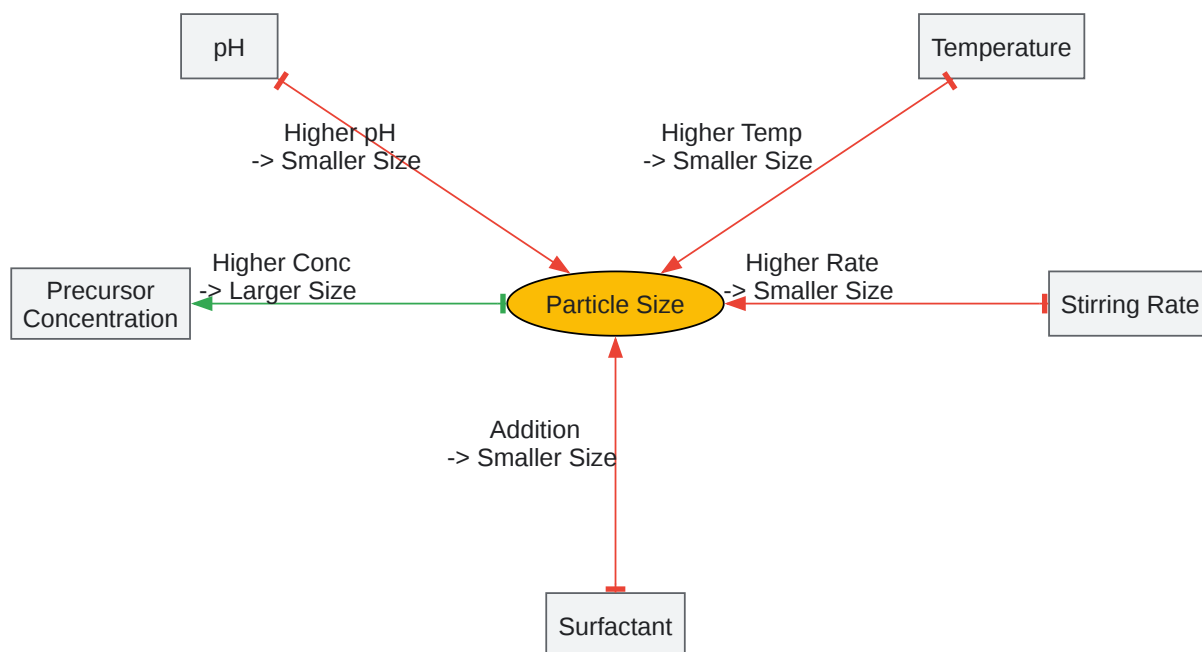 pH
Temperature
Higher pH
-> Smaller Size
Higher Temp
-> Smaller Size
Precursor
Concentration
Higher Conc
-> Larger Size
Particle Size
Higher Rate
-> Smaller Size
Stirring Rate
Addition
-> Smaller Size
Surfactant